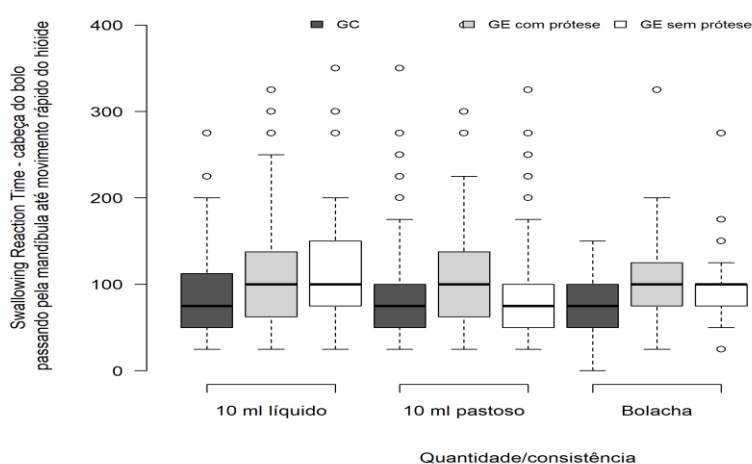 GC
GE com prótese
GE sem prótese
Swallowing Reaction Time - cabeça do bolo
passando pela mandíbula até movimento rápido do hióide
400
300
200
100
0
10 ml líquido
10 ml pastoso
Bolacha
Quantidade/consistência